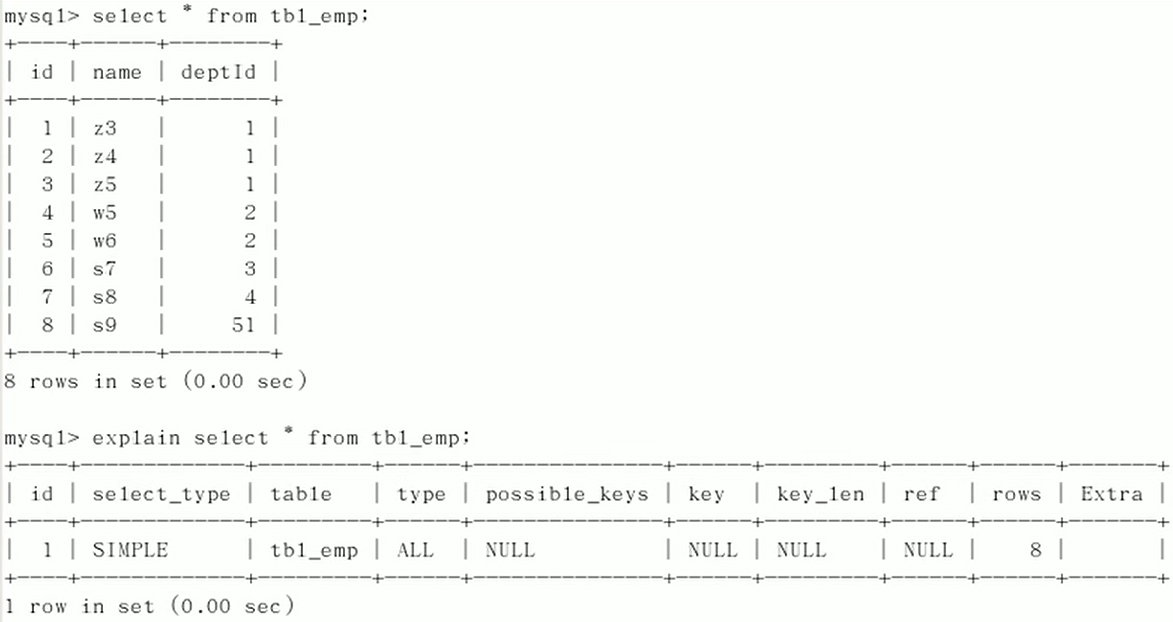 mysql> select * from tbl_emp;
+----+------+--------+
| id | name | deptId |
+----+------+--------+
| 1 | z3 | 1 |
| 2 | z4 | 1 |
| 3 | z5 | 1 |
| 4 | w5 | 2 |
| 5 | w6 | 2 |
| 6 | s7 | 3 |
| 7 | s8 | 4 |
| 8 | s9 | 51 |
+----+------+--------+
8 rows in set (0.00 sec)
mysql> explain select * from tbl_emp;
+----+-------------+---------+------+---------------+------+---------+------+------+-------+
| id | select_type | table | type | possible_keys | key | key_len | ref | rows | Extra |
+----+-------------+---------+------+---------------+------+---------+------+------+-------+
| 1 | SIMPLE | tbl_emp | ALL | NULL | NULL | NULL | NULL | 8 | |
+----+-------------+---------+------+---------------+------+---------+------+------+-------+
1 row in set (0.00 sec)